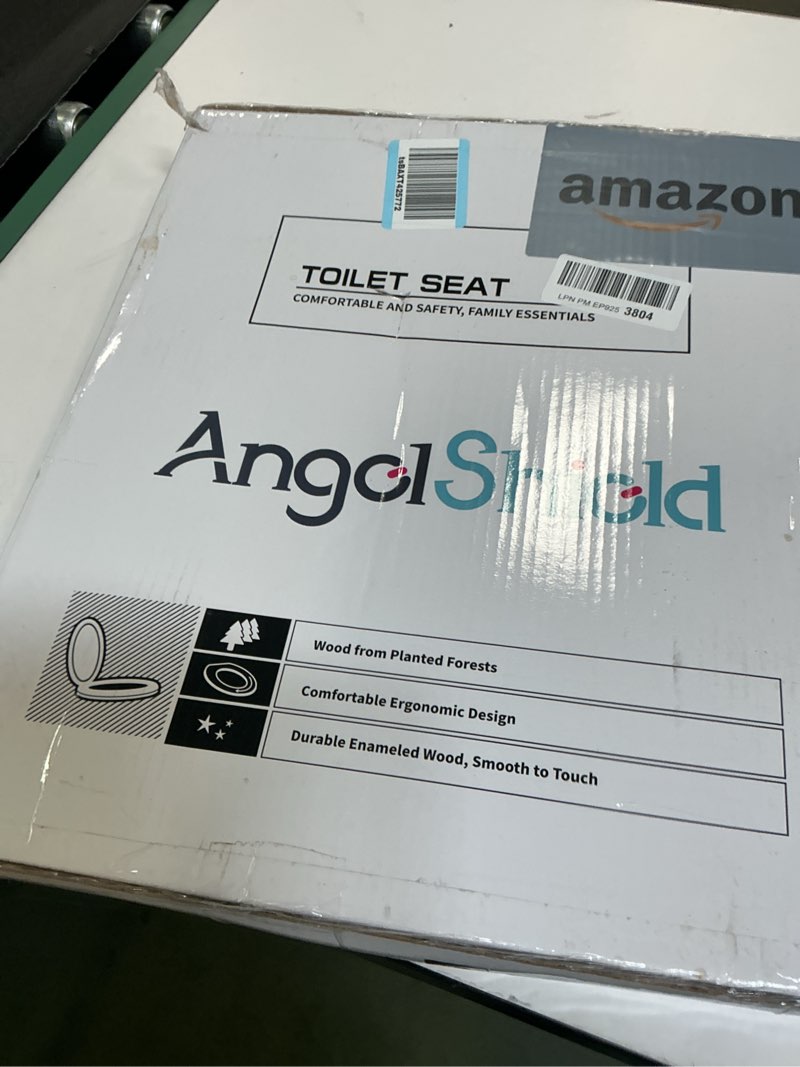 tsBAXT425772
amazon
TOILET SEAT
COMFORTABLE AND SAFETY, FAMILY ESSENTIALS
LPN PM EP925 3804
AngelShield
Wood from Planted Forests
Comfortable Ergonomic Design
Durable Enameled Wood, Smooth to Touch